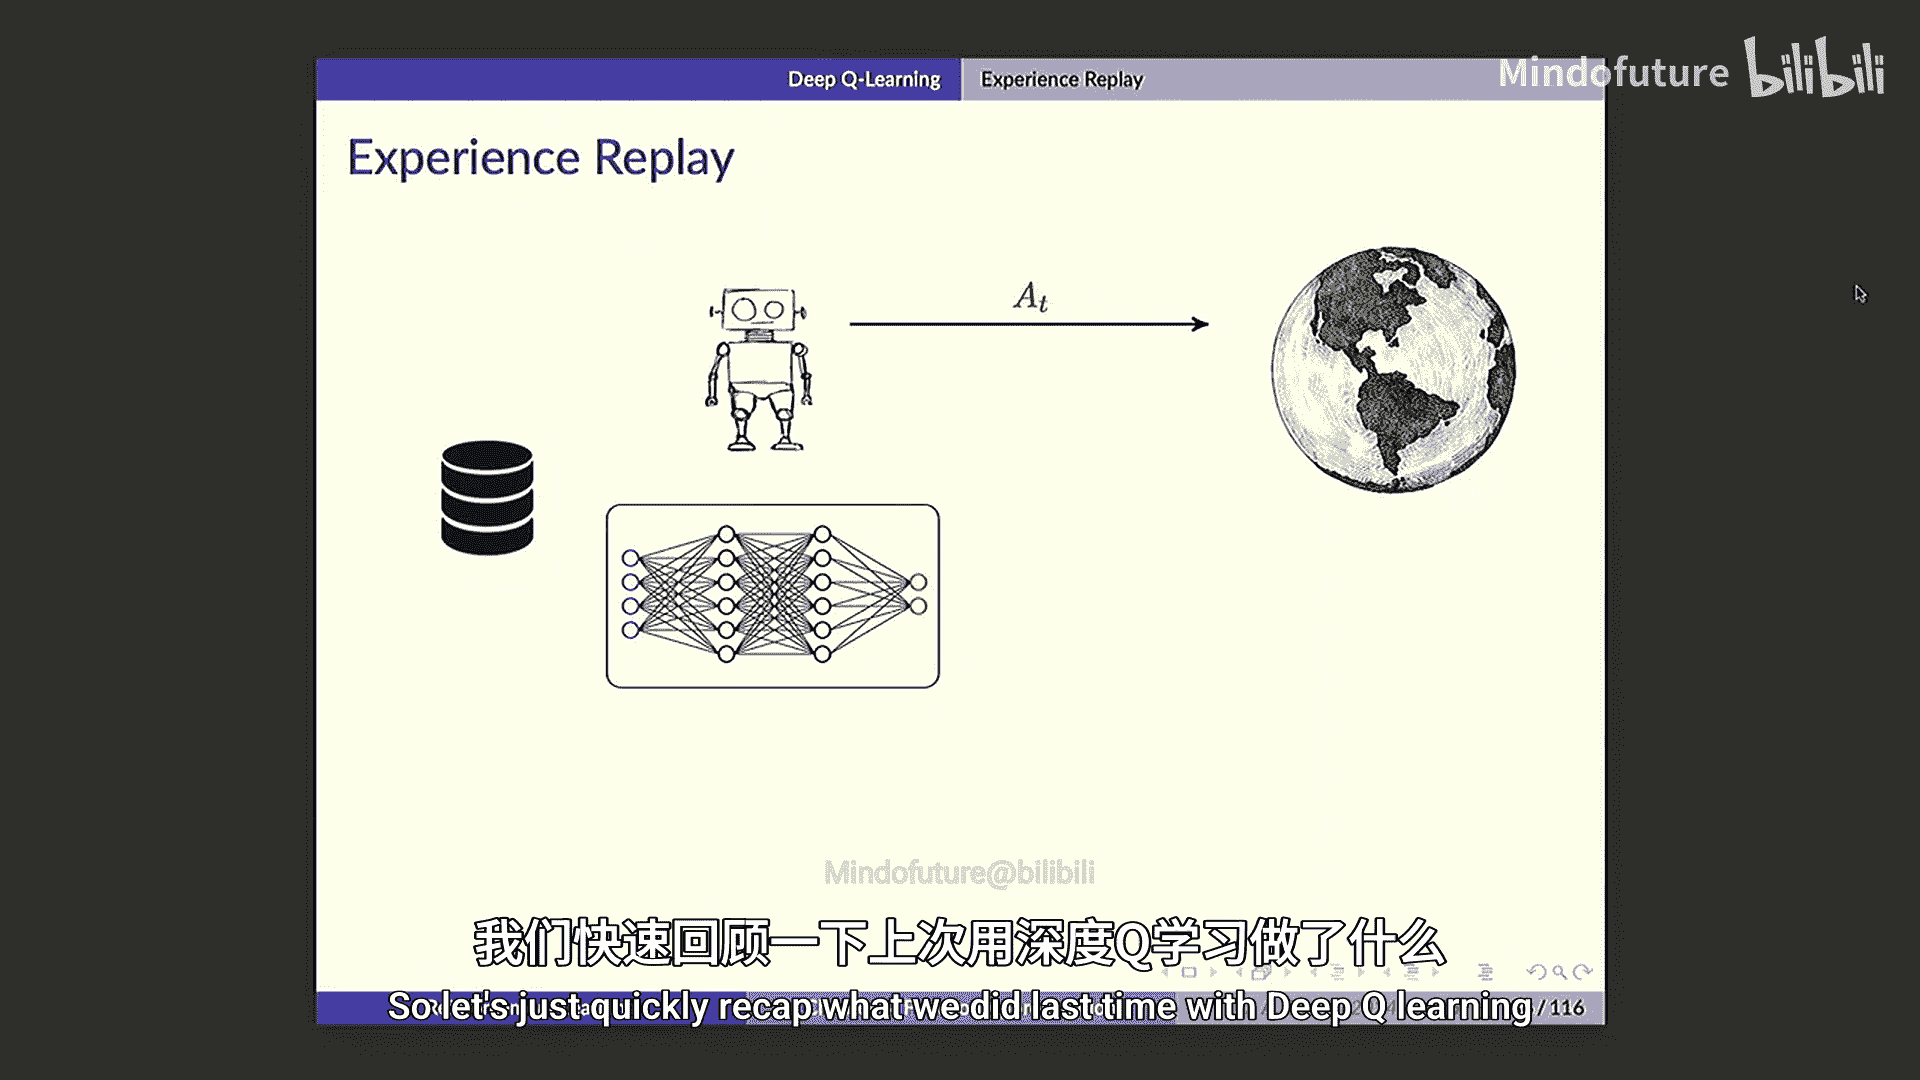 Deep Q-Learning
Experience Replay
Mindofuture bilibili
Experience Replay
A_t
Mindofuture@bilibili
我们快速回顾一下上次用深度Q学习做了什么
So let's just quickly recap what we did last time with Deep Q learning
/ 116